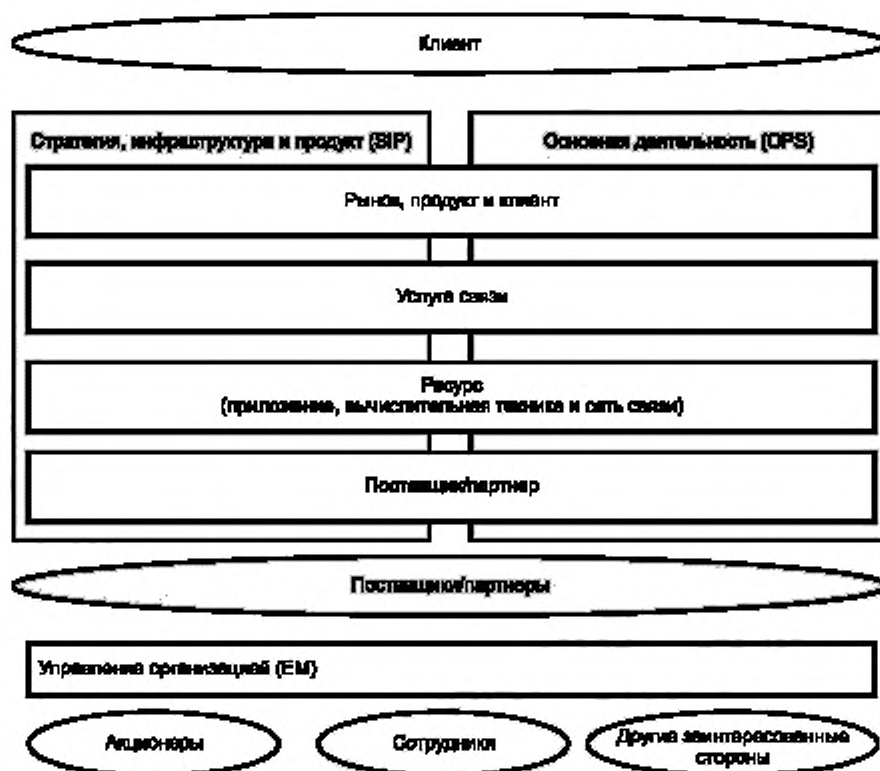 Клиент
Стратегия, инфраструктура и продукт (SIP)
Основная деятельность (OPS)
Рынок, продукт и клиент
Услуга связи
Ресурс
(приложение, вычислительная техника и сеть связи)
Поставщик/партнер
Поставщики/партнеры
Управление организацией (EM)
Акционеры
Сотрудники
Другие заинтересованные
стороны